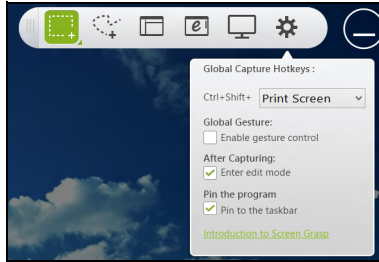 Global Capture Hotkeys :
Ctrl+Shift+ Print Screen
Global Gesture:
Enable gesture control
After Capturing:
Enter edit mode
Pin the program
Pin to the taskbar
Introduction to Screen Grasp